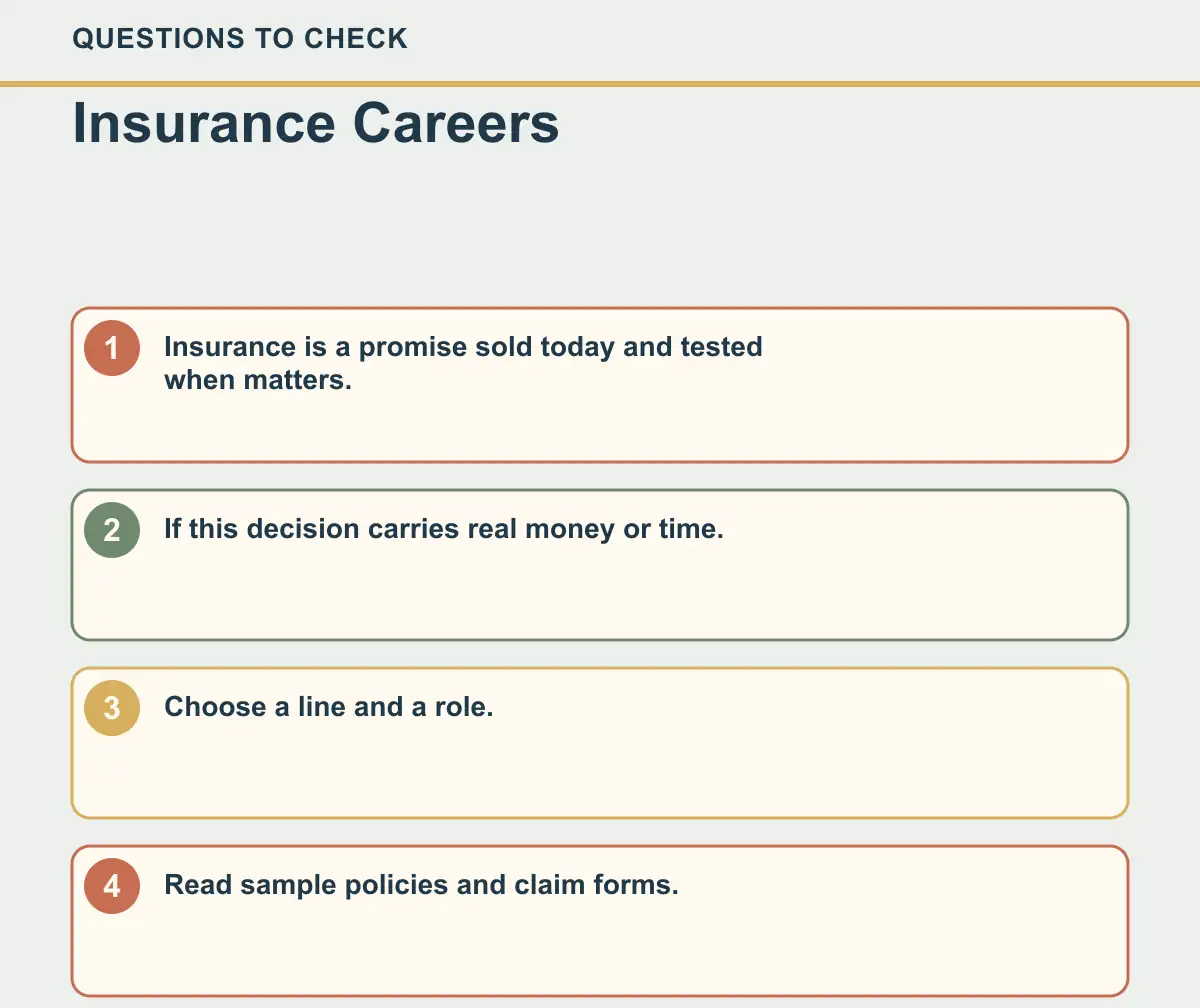 QUESTIONS TO CHECK
Insurance Careers
1
Insurance is a promise sold today and tested
when matters.
2
If this decision carries real money or time.
3
Choose a line and a role.
4
Read sample policies and claim forms.